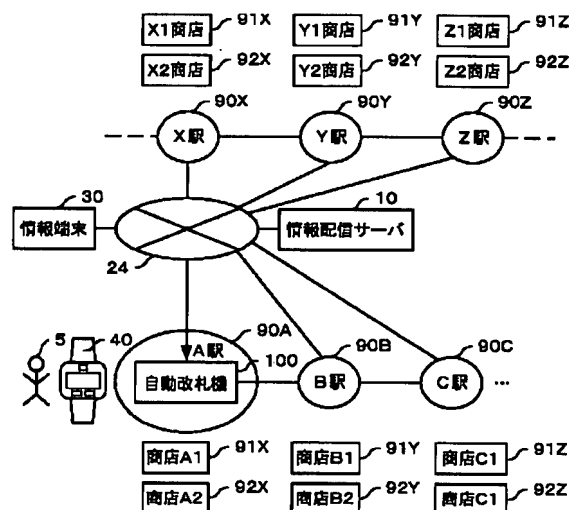 X1商店 91X Y1商店 91Y Z1商店 91Z
X2商店 92X Y2商店 92Y Z2商店 92Z
90X 90Y 90Z
X駅 Y駅 Z駅
30 10
情報端末 情報配信サーバ
24
5 40 90A 90B 90C
A駅 100
自動改札機 B駅 C駅 ...
商店A1 91X 商店B1 91Y 商店C1 91Z
商店A2 92X 商店B2 92Y 商店C1 92Z